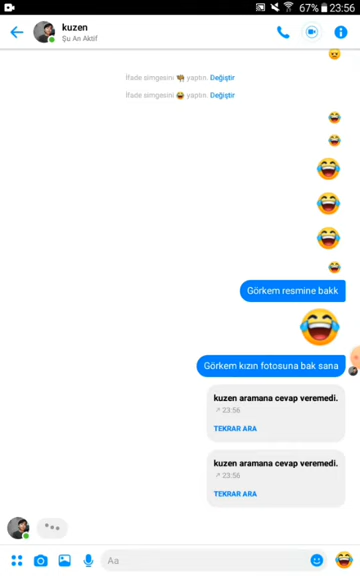 67% 23:56
kuzen
Şu An Aktif
İfade simgesini yaptın. Değiştir
İfade simgesini 😂 yaptın. Değiştir
Görkem resmine bakk
Görkem kızın fotosuna bak sana
kuzen aramana cevap veremedi.
↗ 23:56
TEKRAR ARA
kuzen aramana cevap veremedi.
↗ 23:56
TEKRAR ARA
Aa